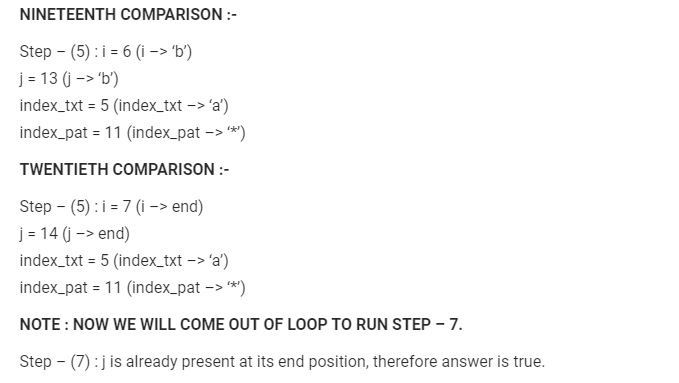 NINETEENTH COMPARISON :-
Step – (5) : i = 6 (i –> ‘b’)
j = 13 (j –> ‘b’)
index_txt = 5 (index_txt –> ‘a’)
index_pat = 11 (index_pat –> ‘*’)
TWENTIETH COMPARISON :-
Step – (5) : i = 7 (i –> end)
j = 14 (j –> end)
index_txt = 5 (index_txt –> ‘a’)
index_pat = 11 (index_pat –> ‘*’)
NOTE : NOW WE WILL COME OUT OF LOOP TO RUN STEP – 7.
Step – (7) : j is already present at its end position, therefore answer is true.